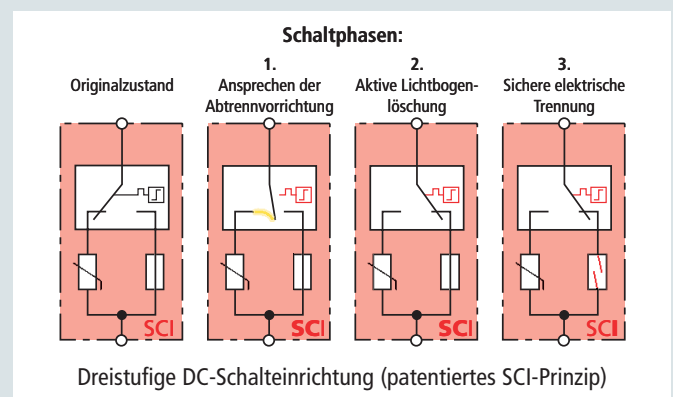 Schaltphasen:
Originalzustand
1.
Ansprechen der
Abtrennvorrichtung
2.
Aktive Lichtbogen-
löschung
3.
Sichere elektrische
Trennung
SCI
SCI
SCI
SCI
Dreistufige DC-Schalteinrichtung (patentiertes SCI-Prinzip)